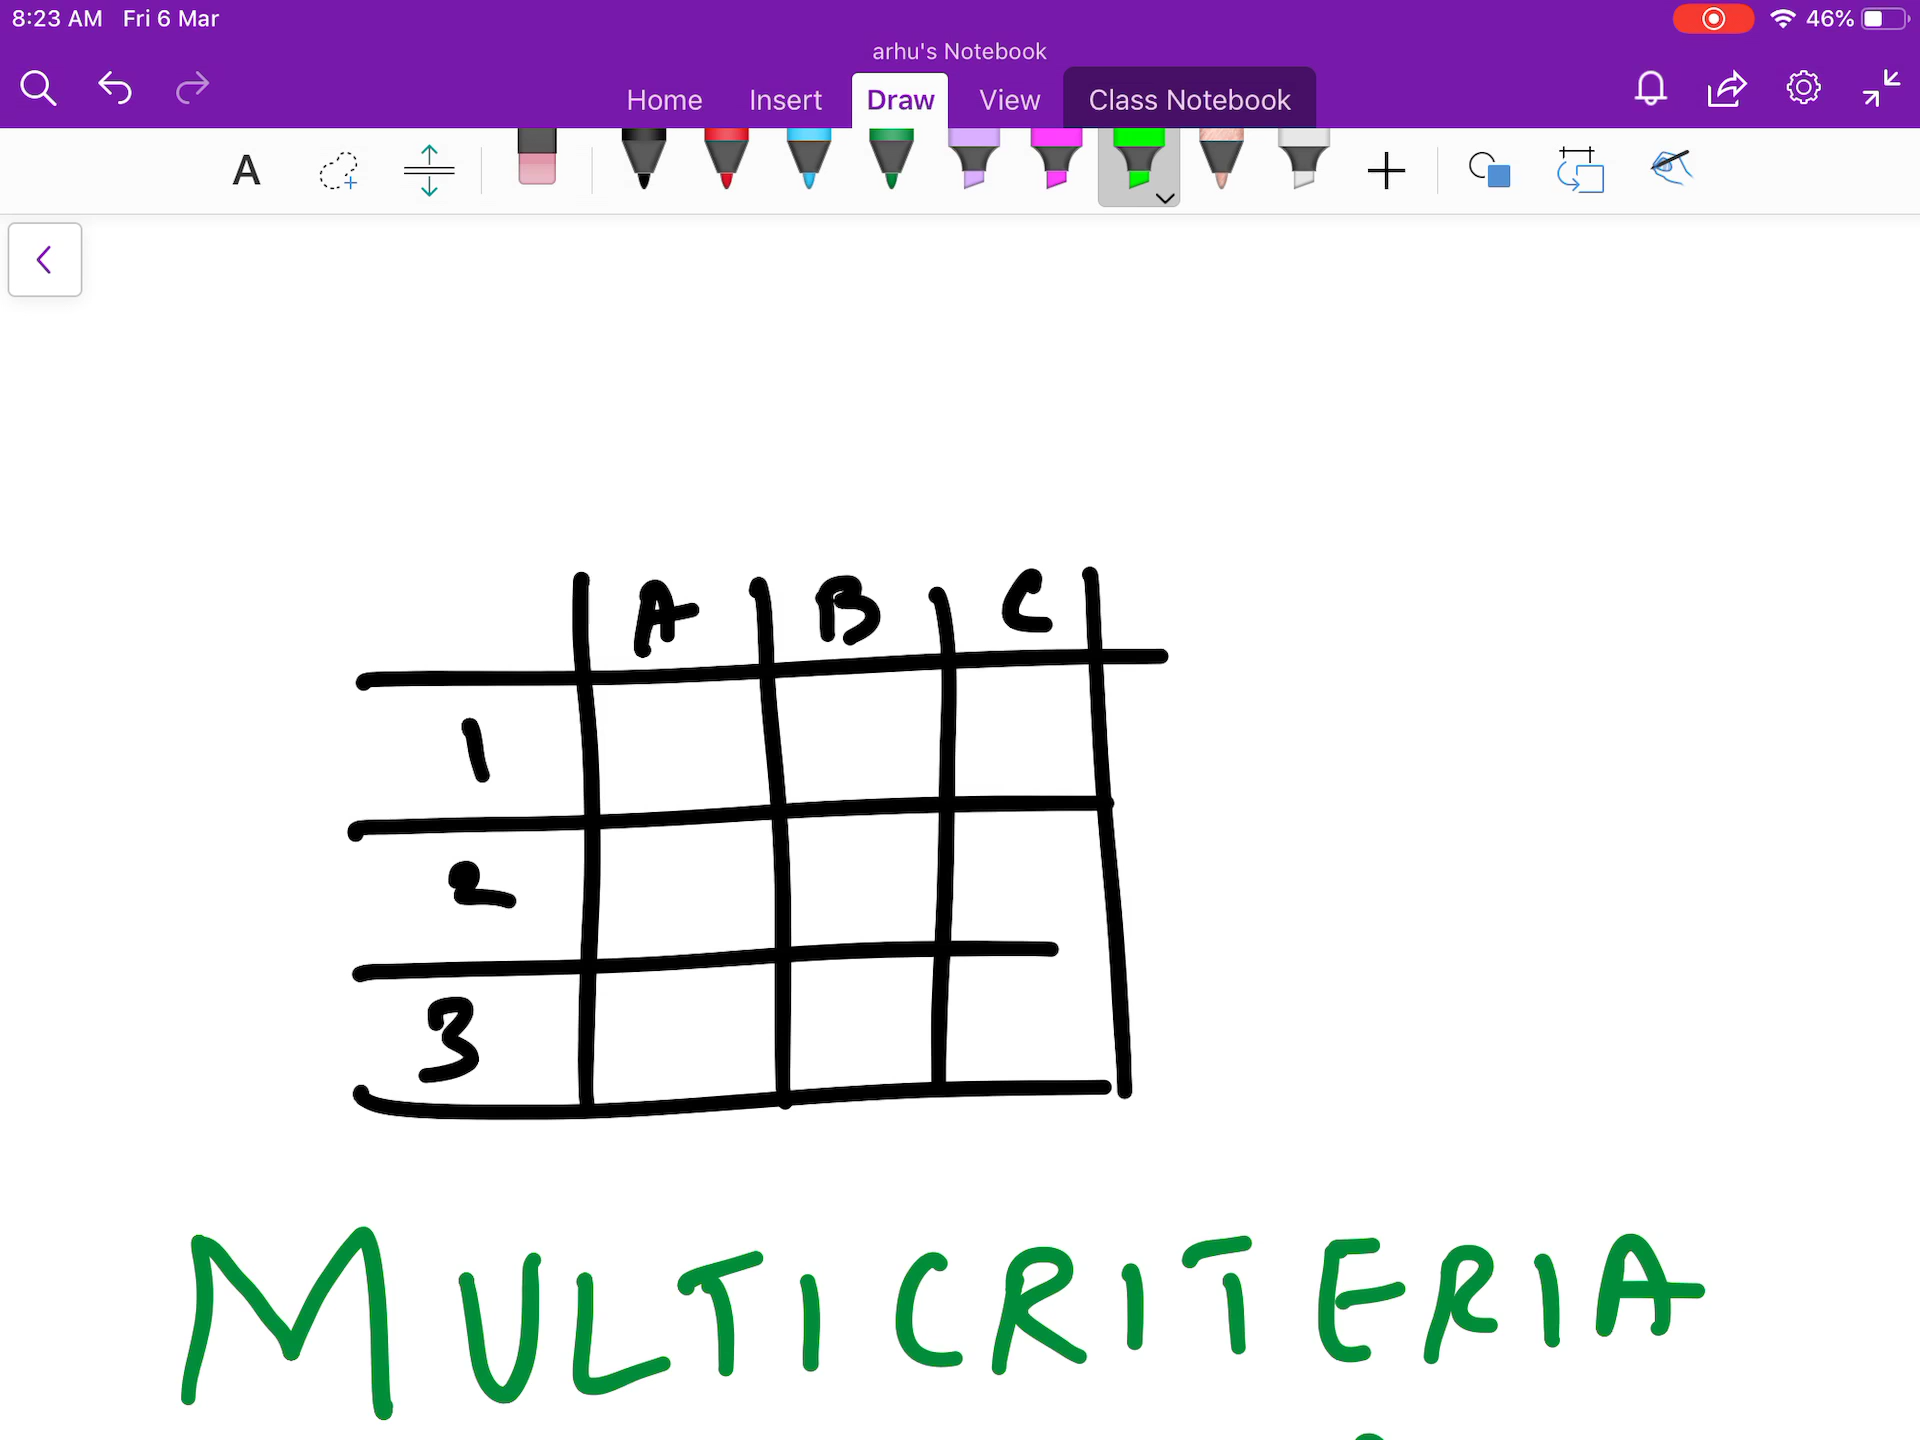 8:23 AM Fri 6 Mar 46%
arhu's Notebook
Home Insert Draw View Class Notebook
A
A B C
1
2
3
MULTICRITERIA